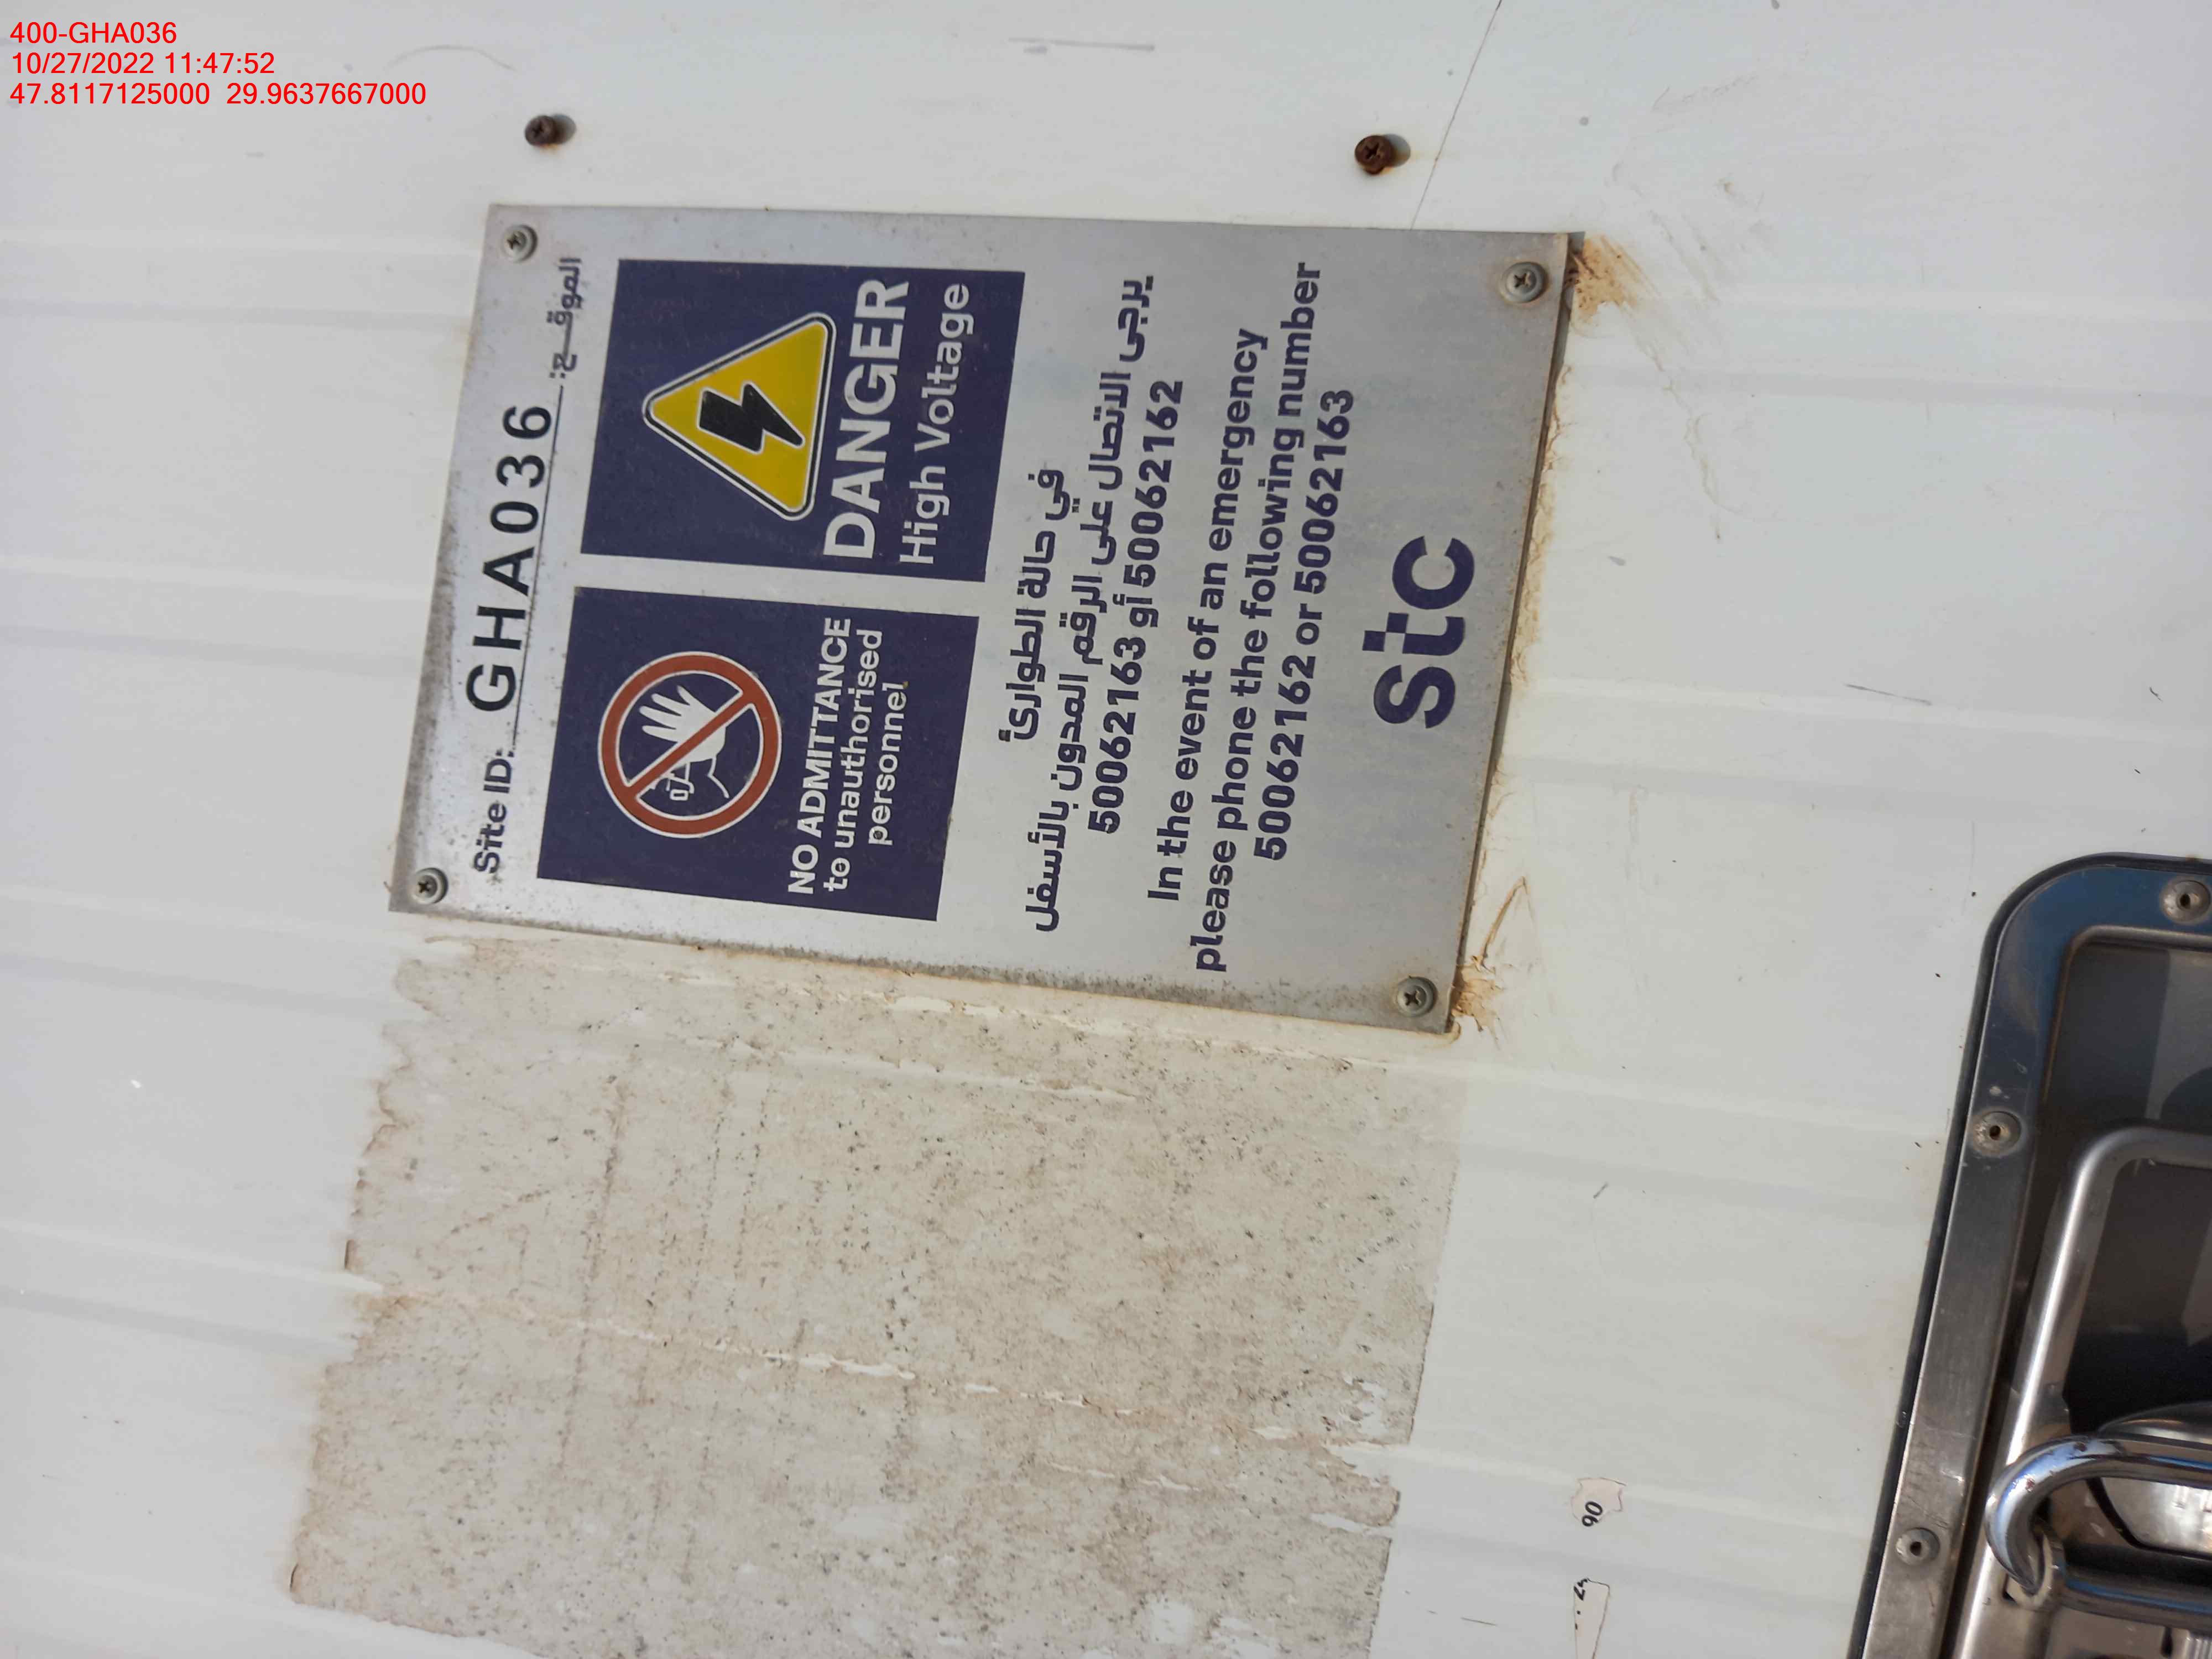 400-GHA036
10/27/2022 11:47:52
47.8117125000 29.9637667000
Site ID: GHA036 الموقـــع:
NO ADMITTANCE
to unauthorised
personnel
DANGER
High Voltage
في حالة الطوارئ
يرجى الاتصال على الرقم المدون بالأسفل
50062163 أو 50062162
In the event of an emergency
please phone the following number
50062162 or 50062163
stc
90